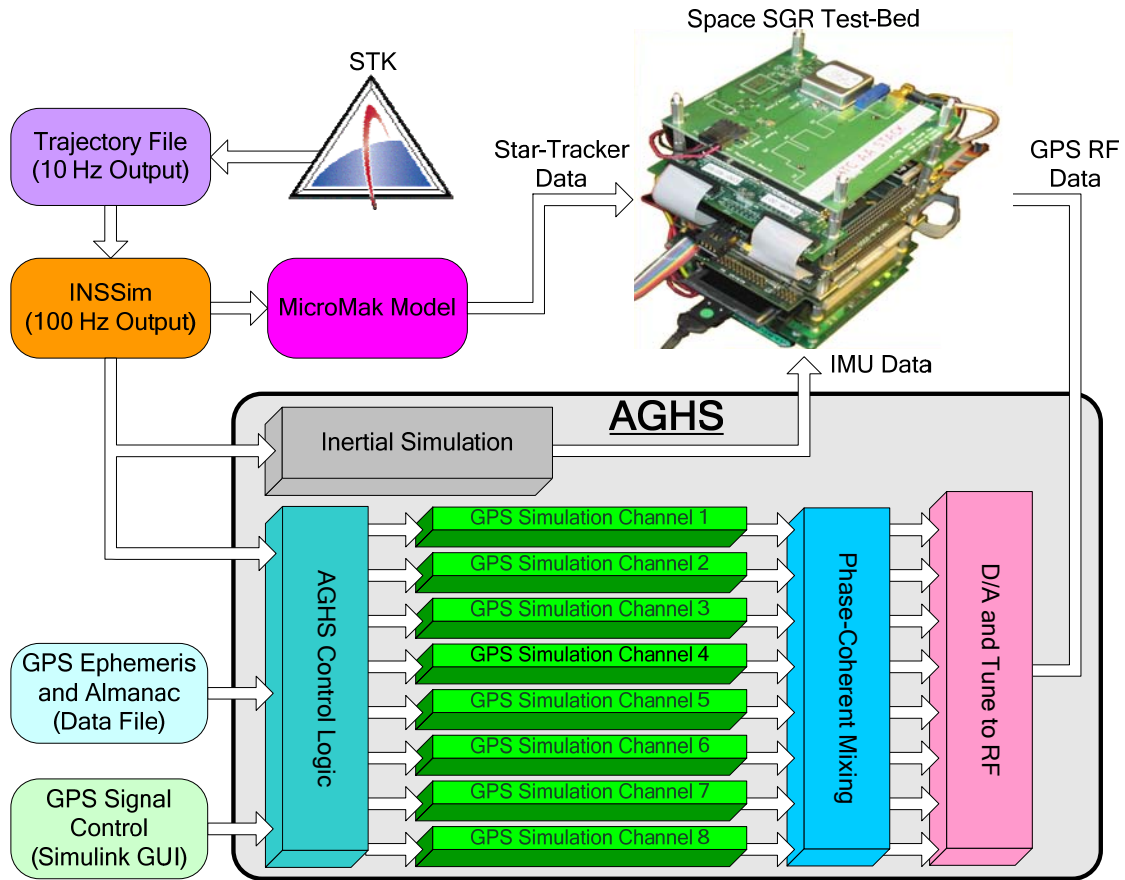 Space SGR Test-Bed
STK
Trajectory File
(10 Hz Output)
Star-Tracker
Data
GPS RF
Data
INSSim
(100 Hz Output)
MicroMak Model
IMU Data
AGHS
Inertial Simulation
AGHS Control Logic
GPS Simulation Channel 1
GPS Simulation Channel 2
GPS Simulation Channel 3
GPS Simulation Channel 4
GPS Simulation Channel 5
GPS Simulation Channel 6
GPS Simulation Channel 7
GPS Simulation Channel 8
Phase-Coherent Mixing
D/A and Tune to RF
GPS Ephemeris
and Almanac
(Data File)
GPS Signal
Control
(Simulink GUI)